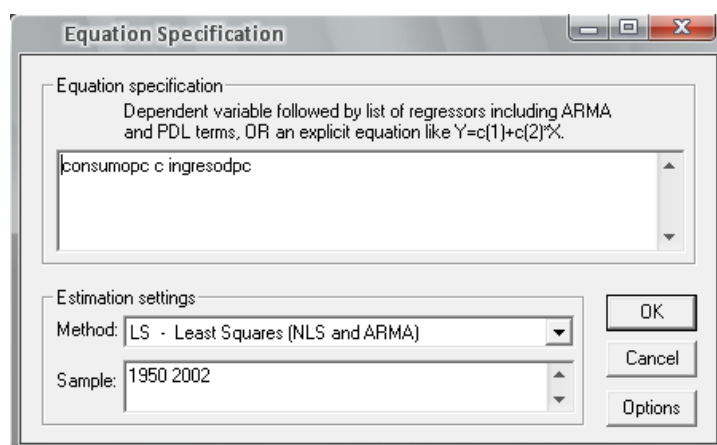 Equation Specification
Equation specification
Dependent variable followed by list of regressors including ARMA
and PDL terms, OR an explicit equation like Y=c(1)+c(2)*X.
consumopc c ingresodpc
Estimation settings
Method: LS - Least Squares (NLS and ARMA)
Sample: 1950 2002
OK
Cancel
Options